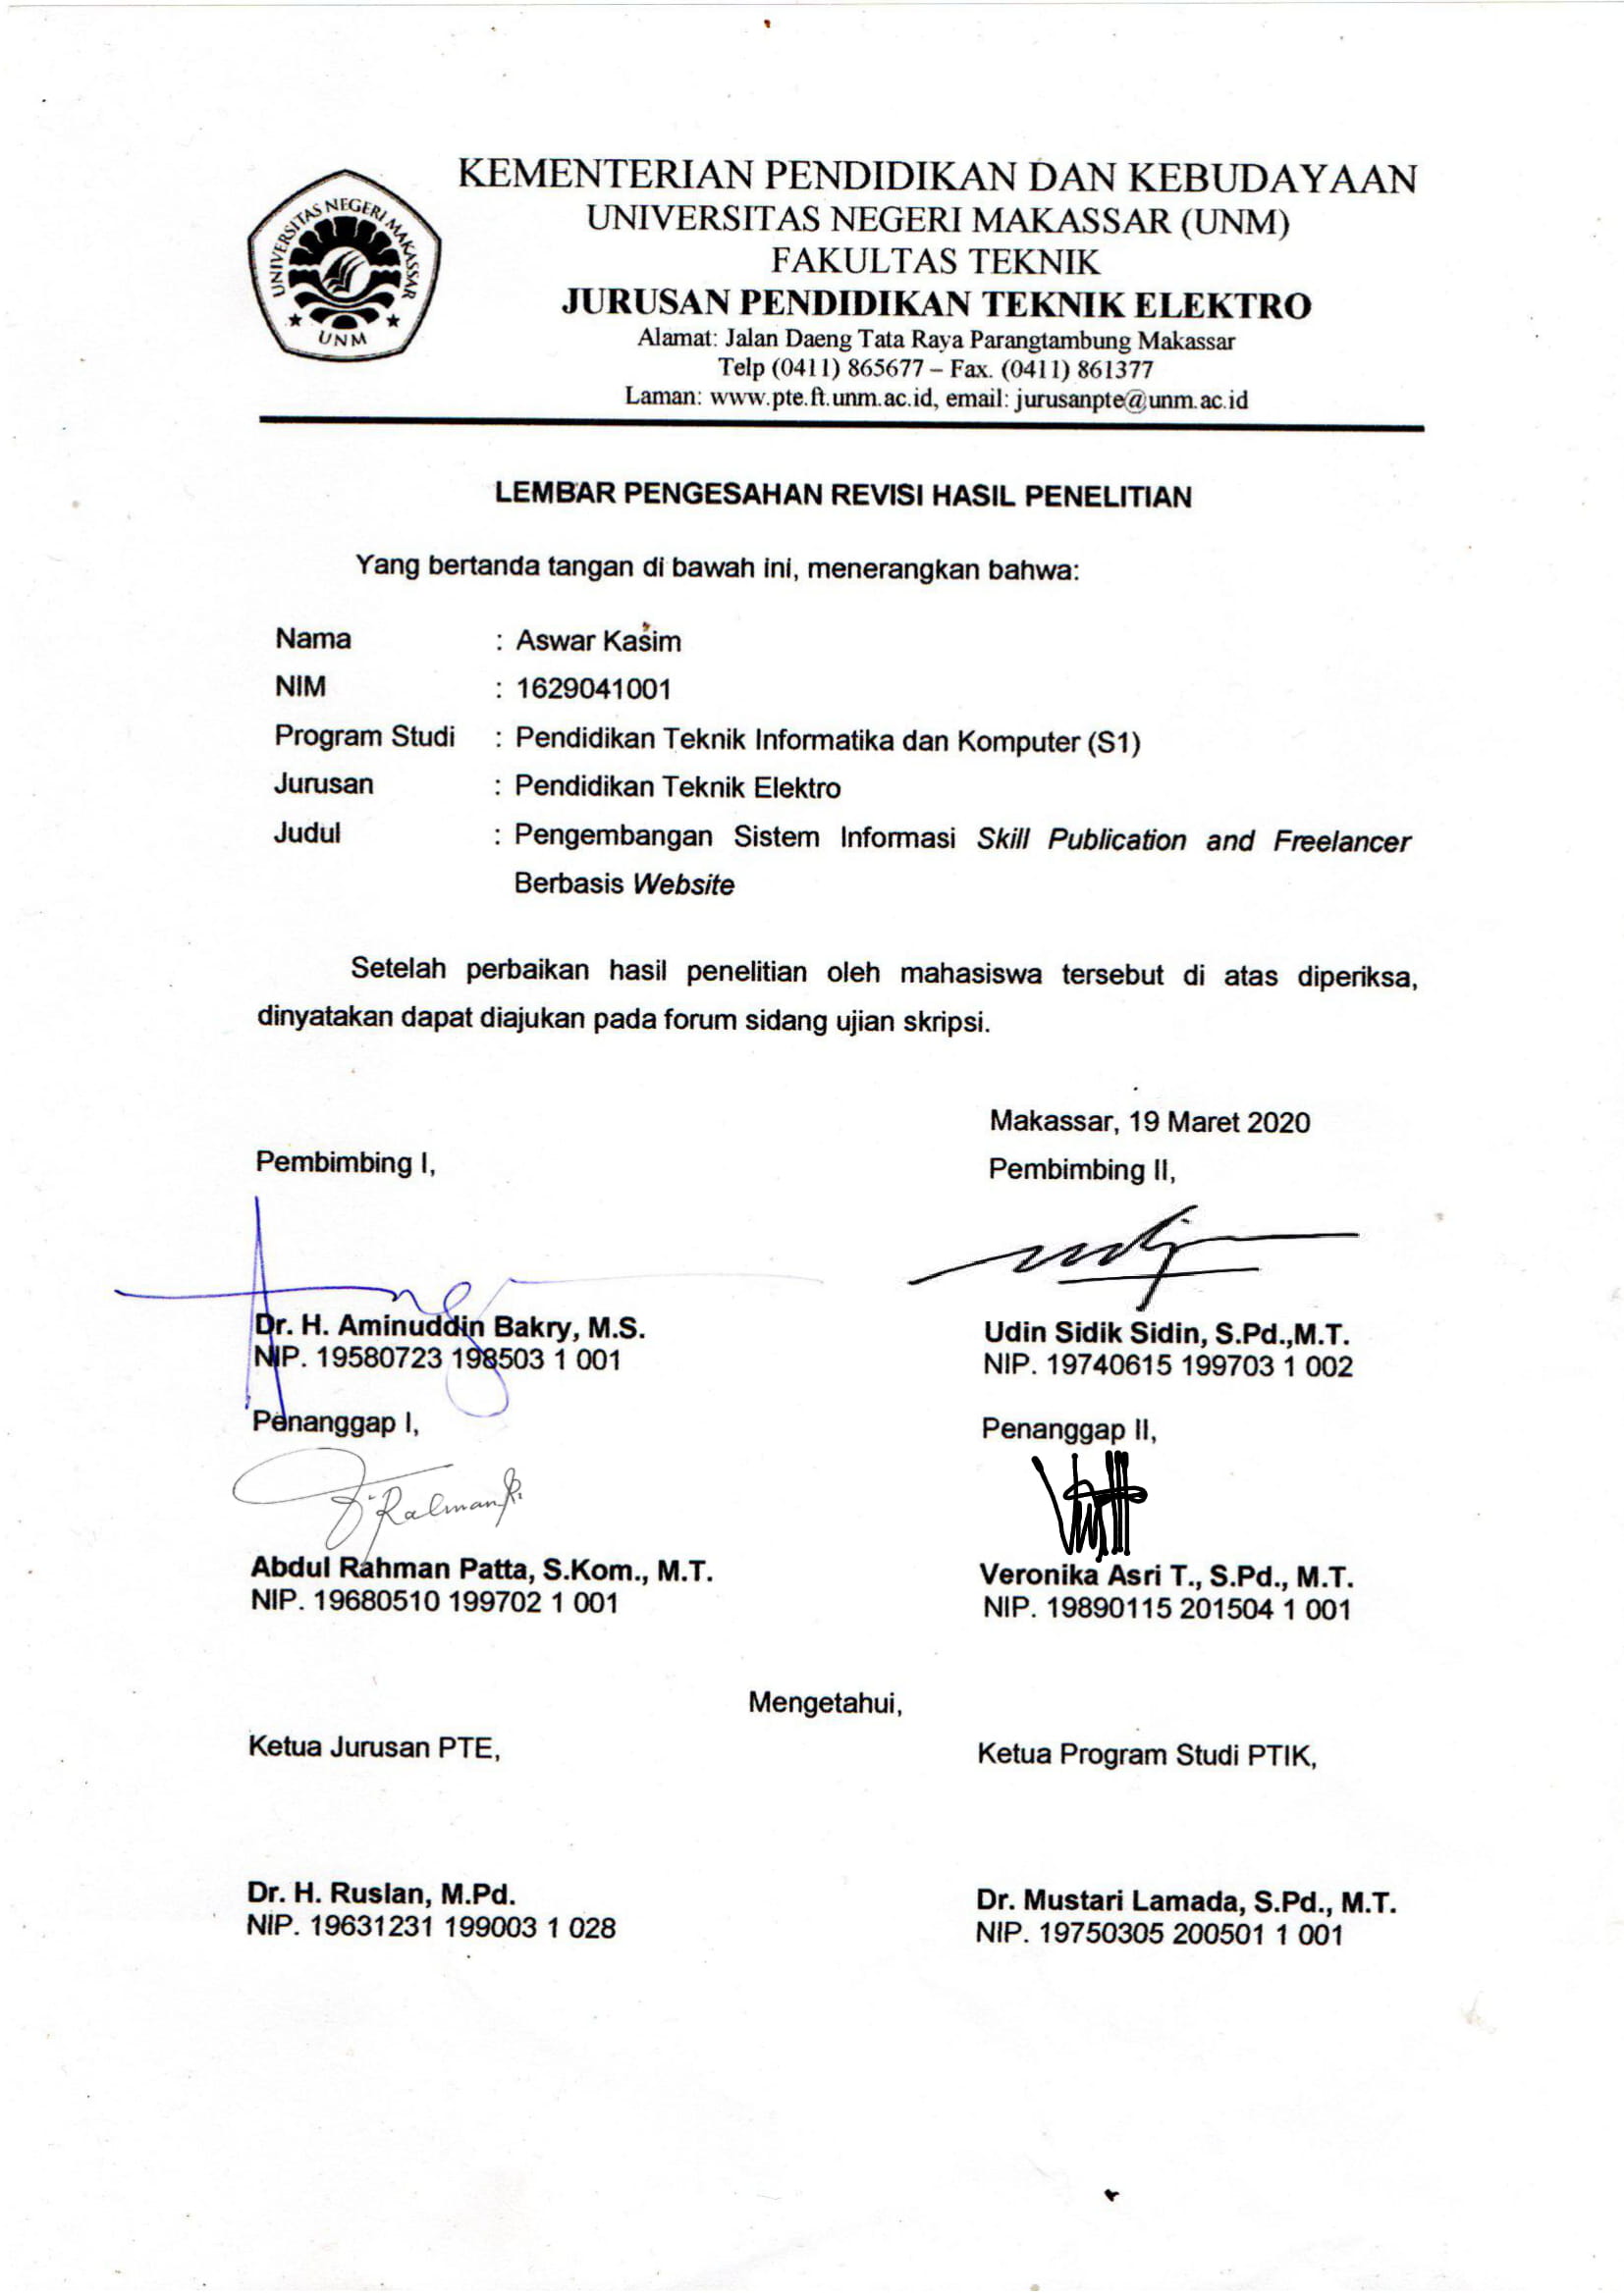 UNIVERSITAS NEGERI MAKASSAR
UNM
KEMENTERIAN PENDIDIKAN DAN KEBUDAYAAN
UNIVERSITAS NEGERI MAKASSAR (UNM)
FAKULTAS TEKNIK
JURUSAN PENDIDIKAN TEKNIK ELEKTRO
Alamat: Jalan Daeng Tata Raya Parangtambung Makassar
Telp (0411) 865677 – Fax. (0411) 861377
Laman: www.pte.ft.unm.ac.id, email: jurusanpte@unm.ac.id
LEMBAR PENGESAHAN REVISI HASIL PENELITIAN
Yang bertanda tangan di bawah ini, menerangkan bahwa:
Nama : Aswar Kasim
NIM : 1629041001
Program Studi : Pendidikan Teknik Informatika dan Komputer (S1)
Jurusan : Pendidikan Teknik Elektro
Judul : Pengembangan Sistem Informasi Skill Publication and Freelancer
Berbasis Website
Setelah perbaikan hasil penelitian oleh mahasiswa tersebut di atas diperiksa,
dinyatakan dapat diajukan pada forum sidang ujian skripsi.
Makassar, 19 Maret 2020
Pembimbing I, Pembimbing II,
Dr. H. Aminuddin Bakry, M.S. Udin Sidik Sidin, S.Pd.,M.T.
NIP. 19580723 198503 1 001 NIP. 19740615 199703 1 002
Penanggap I, Penanggap II,
Abdul Rahman Patta, S.Kom., M.T. Veronika Asri T., S.Pd., M.T.
NIP. 19680510 199702 1 001 NIP. 19890115 201504 1 001
Mengetahui,
Ketua Jurusan PTE, Ketua Program Studi PTIK,
Dr. H. Ruslan, M.Pd. Dr. Mustari Lamada, S.Pd., M.T.
NIP. 19631231 199003 1 028 NIP. 19750305 200501 1 001